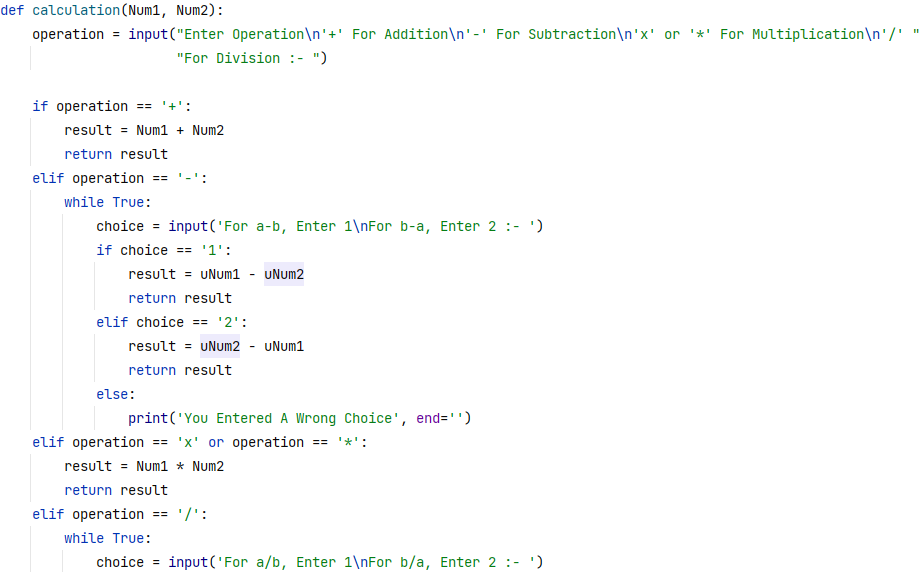 def calculation(Num1, Num2):
    operation = input("Enter Operation\n'+' For Addition\n'-' For Subtraction\n'x' or '*' For Multiplication\n'/' "
                      "For Division :- ")
    if operation == '+':
        result = Num1 + Num2
        return result
    elif operation == '-':
        while True:
            choice = input('For a-b, Enter 1\nFor b-a, Enter 2 :- ')
            if choice == '1':
                result = uNum1 - uNum2
                return result
            elif choice == '2':
                result = uNum2 - uNum1
                return result
            else:
                print('You Entered A Wrong Choice', end='')
    elif operation == 'x' or operation == '*':
        result = Num1 * Num2
        return result
    elif operation == '/':
        while True:
            choice = input('For a/b, Enter 1\nFor b/a, Enter 2 :- ')